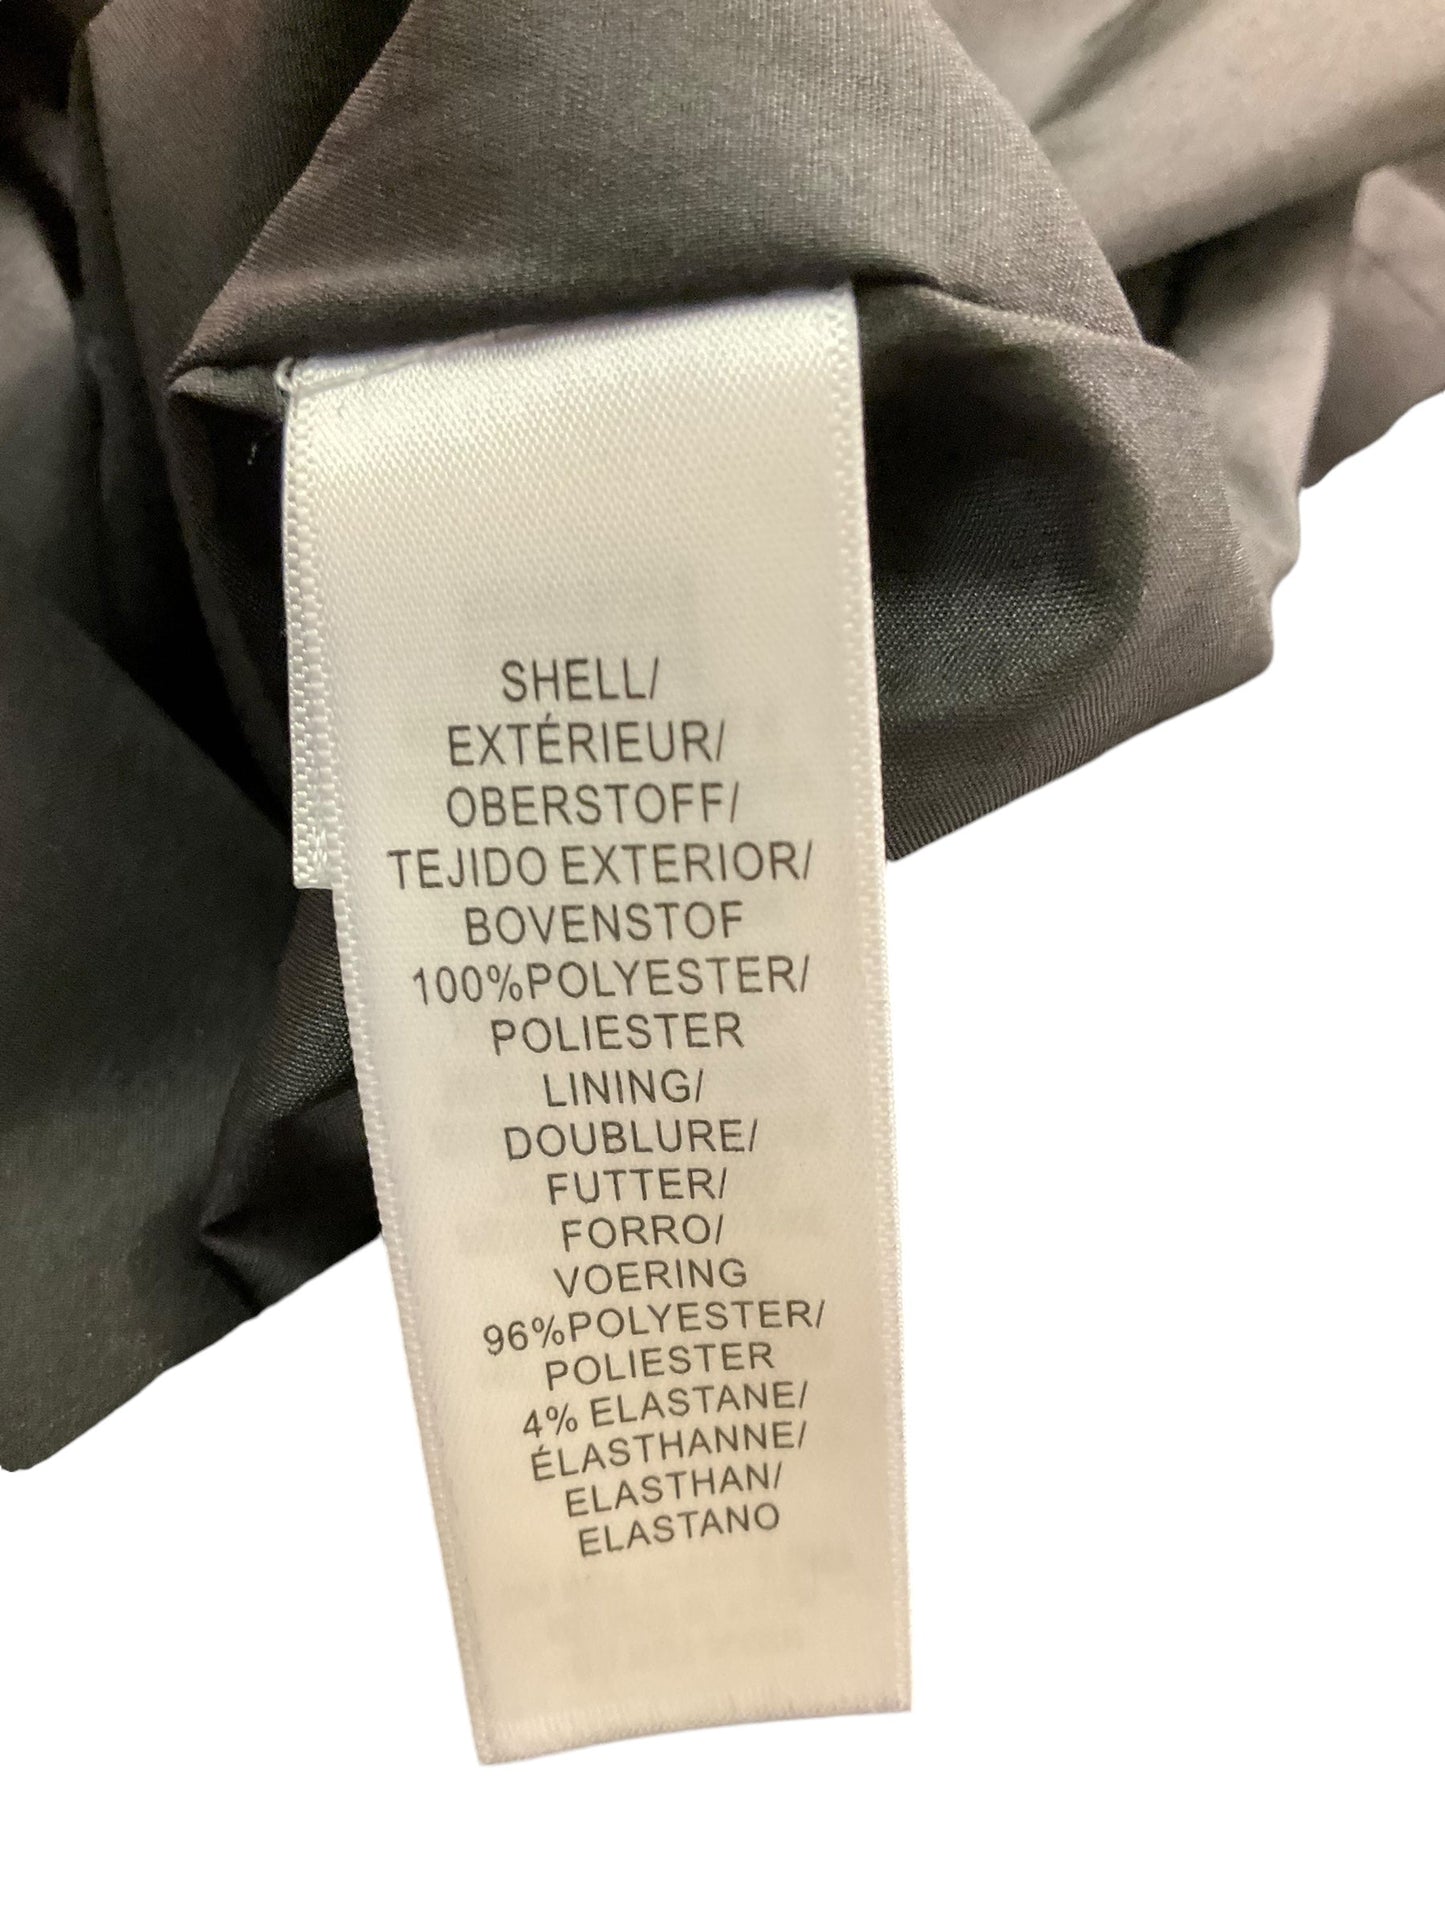 SHELL/
EXTÉRIEUR/
OBERSTOFF/
TEJIDO EXTERIOR/
BOVENSTOF
100%POLYESTER/
POLIESTER
LINING/
DOUBLURE/
FUTTER/
FORRO/
VOERING
96%POLYESTER/
POLIESTER
4% ELASTANE/
ÉLASTHANNE/
ELASTHAN/
ELASTANO